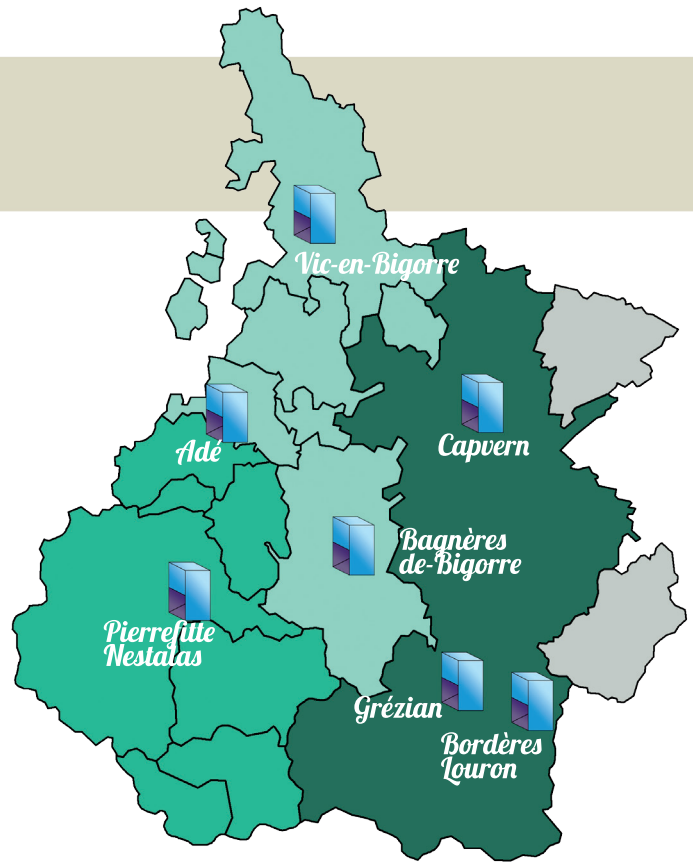 Vic-en-Bigorre
Adé
Capvern
Bagnères
de-Bigorre
Pierrefitte
Nestalas
Grézian
Bordères
Louron